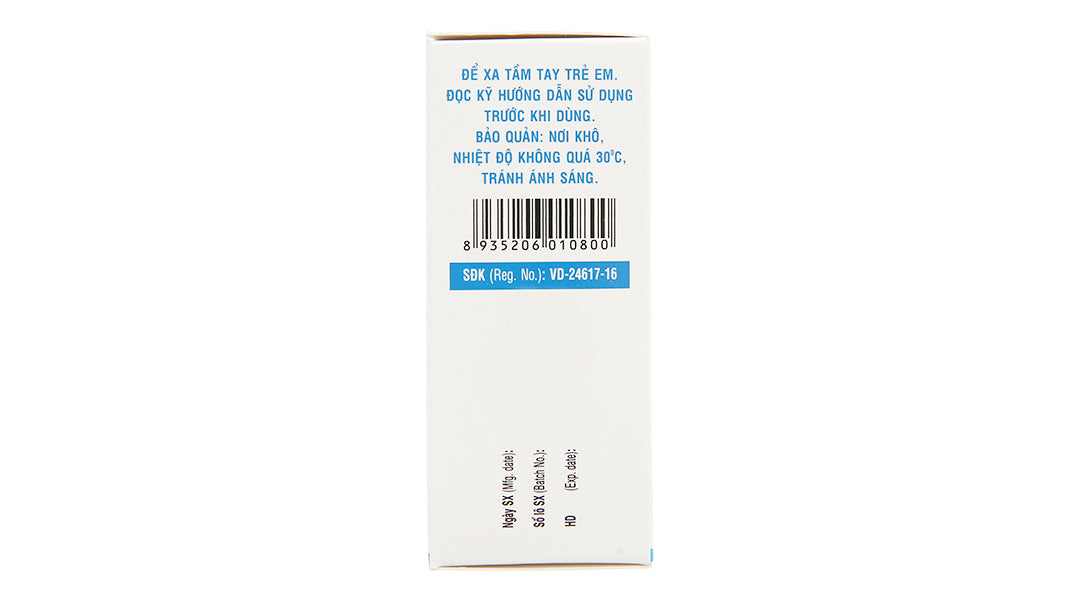 ĐỂ XA TẦM TAY TRẺ EM.
ĐỌC KỸ HƯỚNG DẪN SỬ DỤNG
TRƯỚC KHI DÙNG.
BẢO QUẢN: NƠI KHÔ,
NHIỆT ĐỘ KHÔNG QUÁ 30⁰C,
TRÁNH ÁNH SÁNG.
8 935206 010800
SĐK (Reg. No.): VD-24617-16
Ngày SX (Mfg. date):
Số lô SX (Batch No.):
HD (Exp. date):